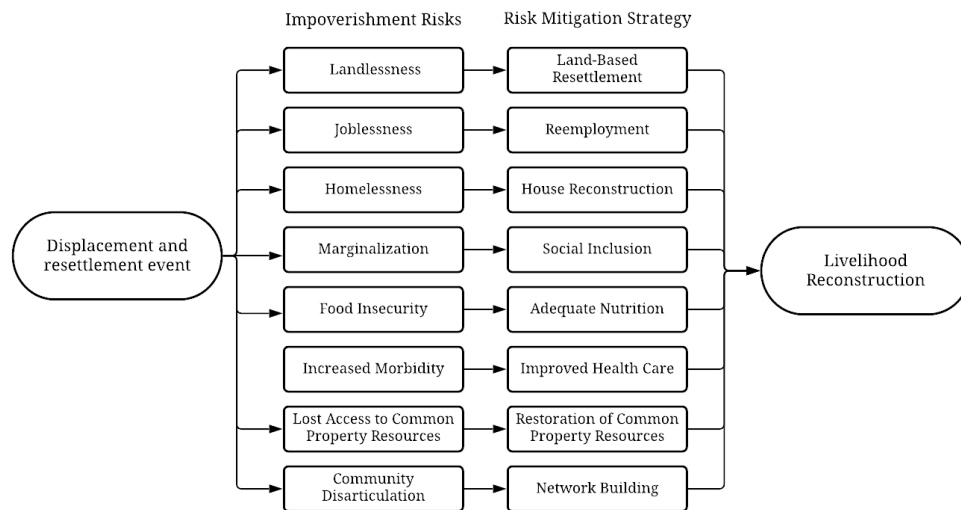 Impoverishment Risks
Risk Mitigation Strategy
Landlessness
Land-Based
Resettlement
Joblessness
Reemployment
Homelessness
House Reconstruction
Displacement and
resettlement event
Marginalization
Social Inclusion
Livelihood
Reconstruction
Food Insecurity
Adequate Nutrition
Increased Morbidity
Improved Health Care
Lost Access to Common
Property Resources
Restoration of Common
Property Resources
Community
Disarticulation
Network Building